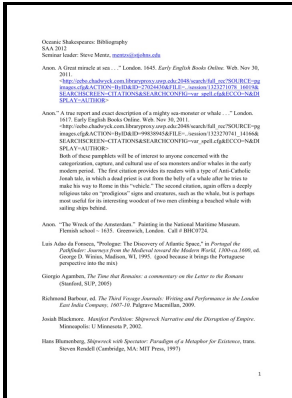 Oceanic Shakespeares: Bibliography
SAA 2012
Seminar leader: Steve Mentz, mentzs@stjohns.edu
Anon. A Great miracle at sea . . ." London. 1645. Early English Books Online. Web. Nov 30,
2011.
<http://eebo.chadwyck.com.libraryproxy.uwp.edu:2048/search/full_rec?SOURCE=pg
images.cfg&ACTION=ByID&ID=27024430&FILE=../session/1323271078_16019&
SEARCHSCREEN=CITATIONS&SEARCHCONFIG=var_spell.cfg&ECCO=N&DI
SPLAY=AUTHOR>
Anon." A true report and exact description of a mighty sea-monster or whale . . ."
1617. Early English Books Online. Web. Nov 30, 2011.
<http://eebo.chadwyck.com.libraryproxy.uwp.edu:2048/search/full_rec?SOURCE=pg
images.cfg&ACTION=ByID&ID=99838945&FILE=../session/1323270741_14166&
SEARCHSCREEN=CITATIONS&SEARCHCONFIG=var_spell.cfg&ECCO=N&DI
SPLAY=AUTHOR>
Both of these pamphlets will be of interest to anyone concerned with the
categorization, capture, and cultural use of sea monsters and/or whales in the early
modern period. The first citation provides its readers with a type of Anti-Catholic
Jonah tale, in which a dead priest is cut from the belly of a whale after he tries to
make his way to Rome in this "vehicle." The second citation, again offers a deeply
religious take on "prodigious" signs and creatures, such as the whale, but is perhaps
most useful for its interesting woodcut of two men climbing a beached whale with
sailing ships behind.
Anon. "The Wreck of the Amsterdam." Painting in the National Maritime Museum.
Flemish school ~ 1635. Greenwich, London. Call # BHC0724.
Luis Adao da Fonseca, "Prologue: The Discovery of Atlantic Space," in Portugal the
Pathfinder: Journeys from the Medieval toward the Modern World, 1300-ca.1600, ed.
George D. Winius, Madison, WI, 1995. (good because it brings the Portuguese
perspective into the mix)
Giorgio Agamben, The Time that Remains: a commentary on the Letter to the Romans
(Stanford, SUP, 2005)
Richmond Barbour, ed. The Third Voyage Journals: Writing and Performance in the London
East India Company, 1607-10. Palgrave Macmillan, 2009.
Josiah Blackmore. Manifest Perdition: Shipwreck Narrative and the Disruption of Empire.
Minneapolis: U Minnesota P, 2002.
Hans Blumenberg, Shipwreck with Spectator: Paradigm of a Metaphor for Existence, trans.
Steven Rendell (Cambridge, MA: MIT Press, 1997)
1